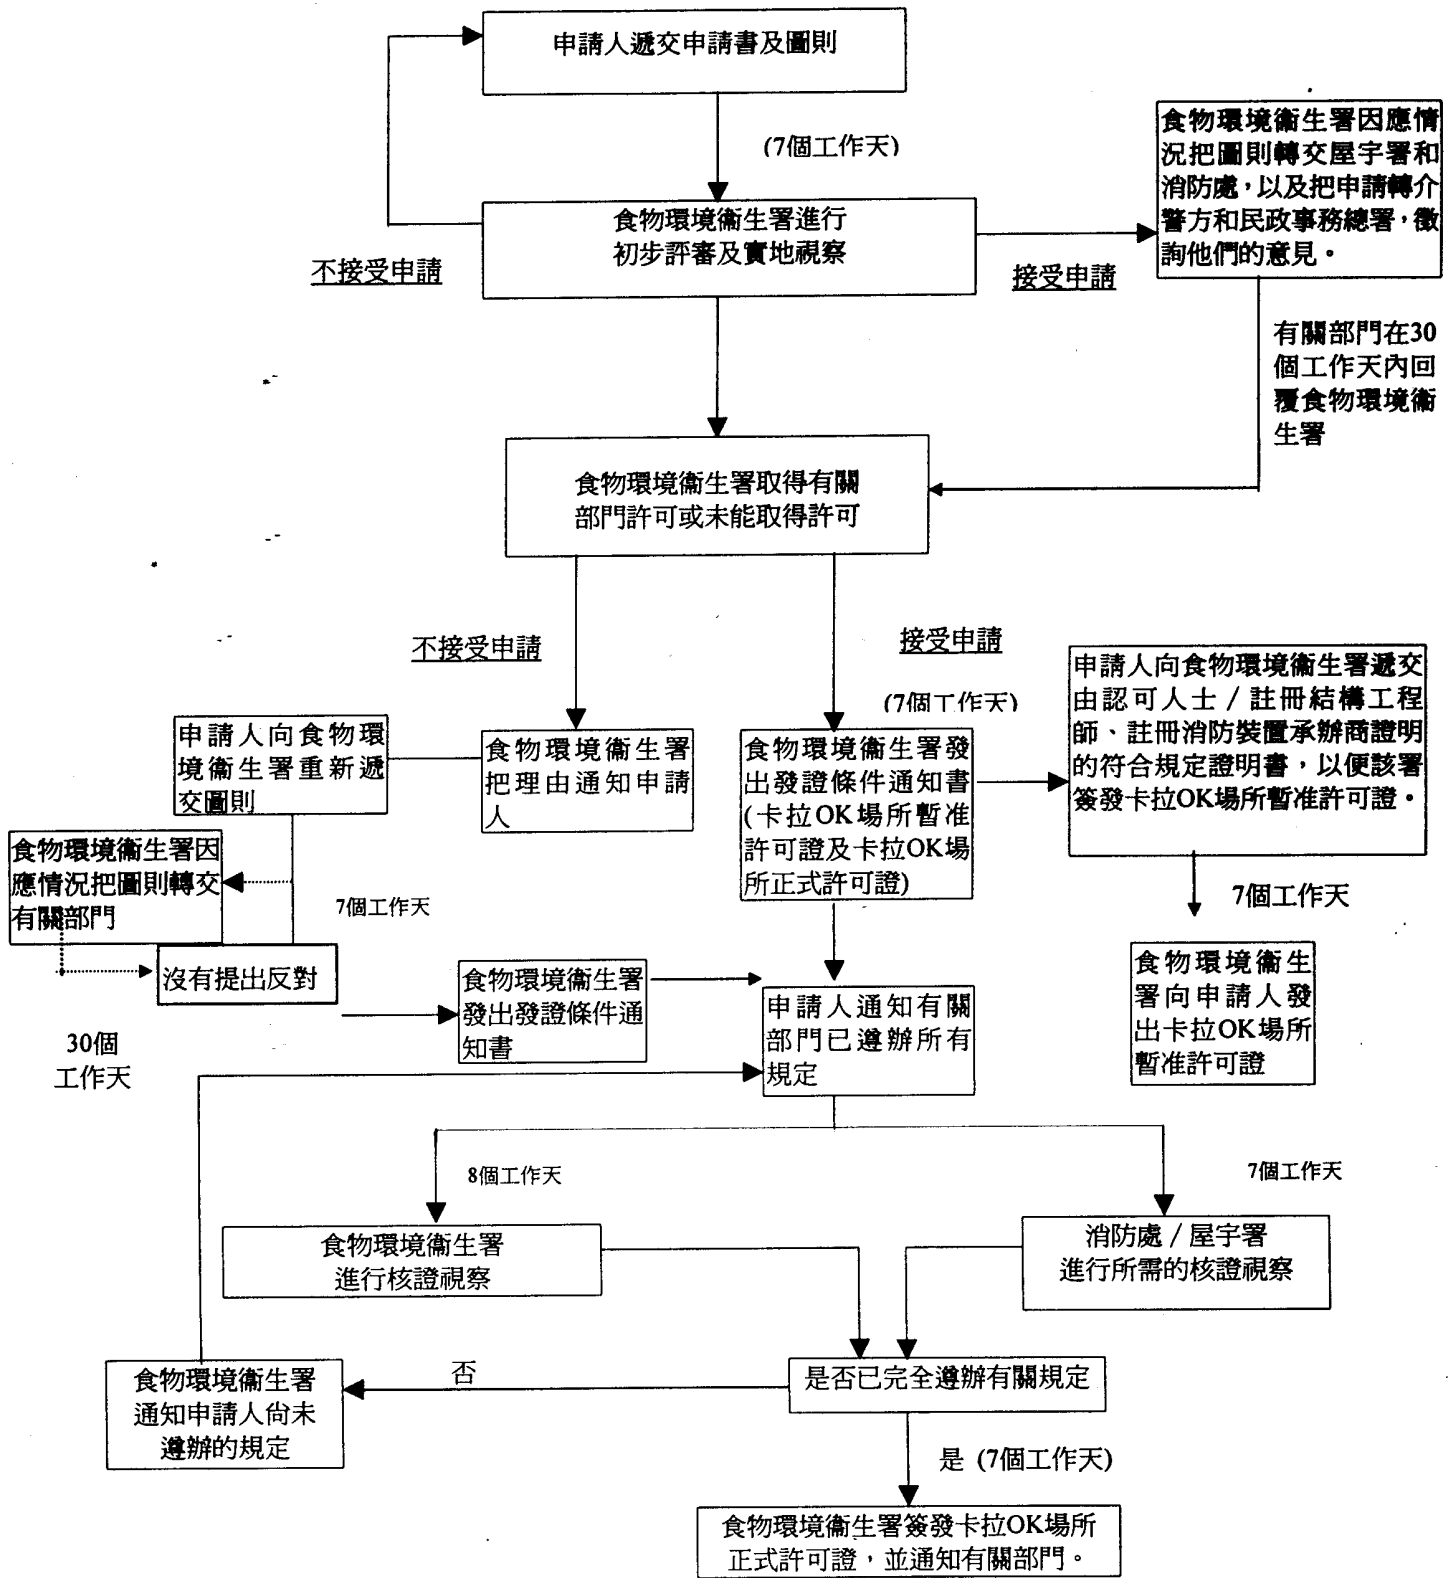 申請人遞交申請書及圖則
(7個工作天)
食物環境衞生署因應情
況把圖則轉交屋宇署和
消防處，以及把申請轉介
警方和民政事務總署，徵
詢他們的意見。
食物環境衞生署進行
初步評審及實地視察
不接受申請
接受申請
有關部門在30
個工作天內回
覆食物環境衞
生署
食物環境衞生署取得有關
部門許可或未能取得許可
不接受申請
接受申請
(7個工作天)
申請人向食物環境衞生署遞交
由認可人士／註冊結構工程
師、註冊消防裝置承辦商證明
的符合規定證明書，以便該署
簽發卡拉OK場所暫准許可證。
申請人向食物環
境衞生署重新遞
交圖則
食物環境衞生署
把理由通知申請
人
食物環境衞生署發
出發證條件通知書
(卡拉OK場所暫准
許可證及卡拉OK場
所正式許可證)
食物環境衞生署因
應情況把圖則轉交
有關部門
7個工作天
7個工作天
沒有提出反對
食物環境衞生署
發出發證條件通
知書
申請人通知有關
部門已遵辦所有
規定
食物環境衞生
署向申請人發
出卡拉OK場所
暫准許可證
30個
工作天
8個工作天
7個工作天
食物環境衞生署
進行核證視察
消防處／屋宇署
進行所需的核證視察
食物環境衞生署
通知申請人尚未
遵辦的規定
否
是否已完全遵辦有關規定
是 (7個工作天)
食物環境衞生署簽發卡拉OK場所
正式許可證，並通知有關部門。